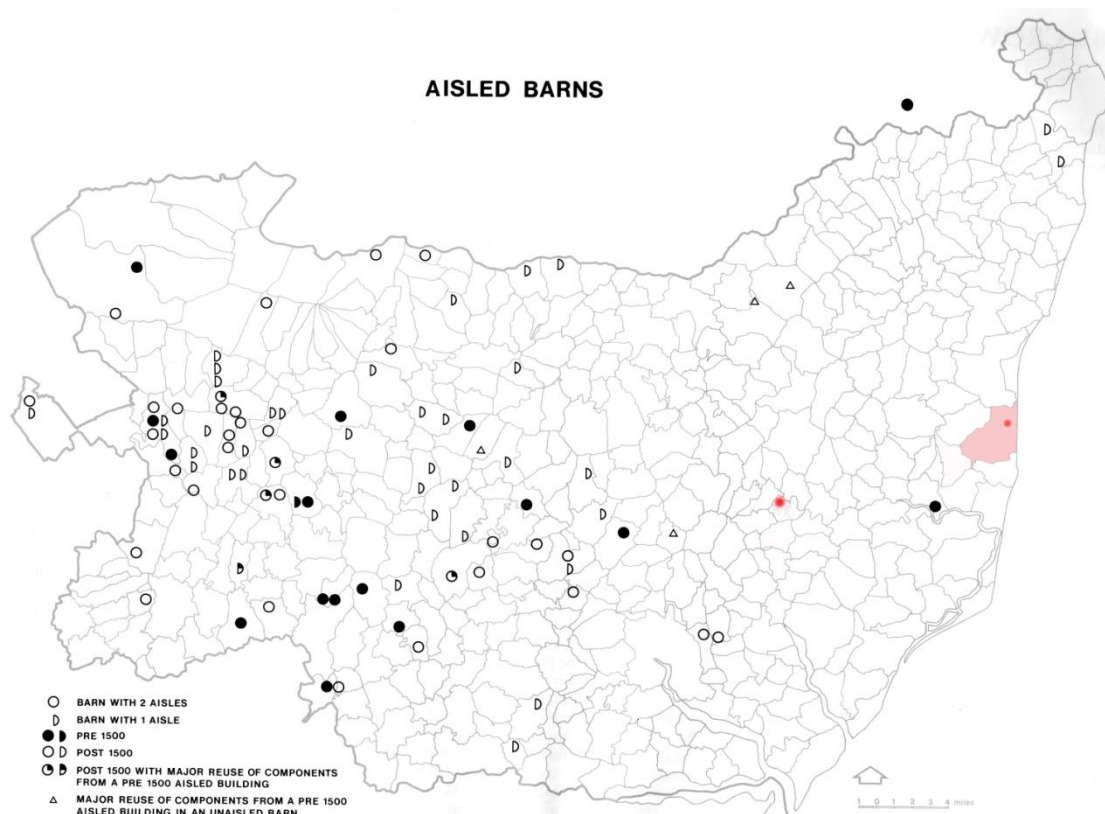 AISLED BARNS
BARN WITH 2 AISLES
BARN WITH 1 AISLE
PRE 1500
POST 1500
POST 1500 WITH MAJOR REUSE OF COMPONENTS
FROM A PRE 1500 AISLED BUILDING
MAJOR REUSE OF COMPONENTS FROM A PRE 1500
AISLED BUILDING IN AN UNAISLED BARN
1 0 1 2 3 4 miles